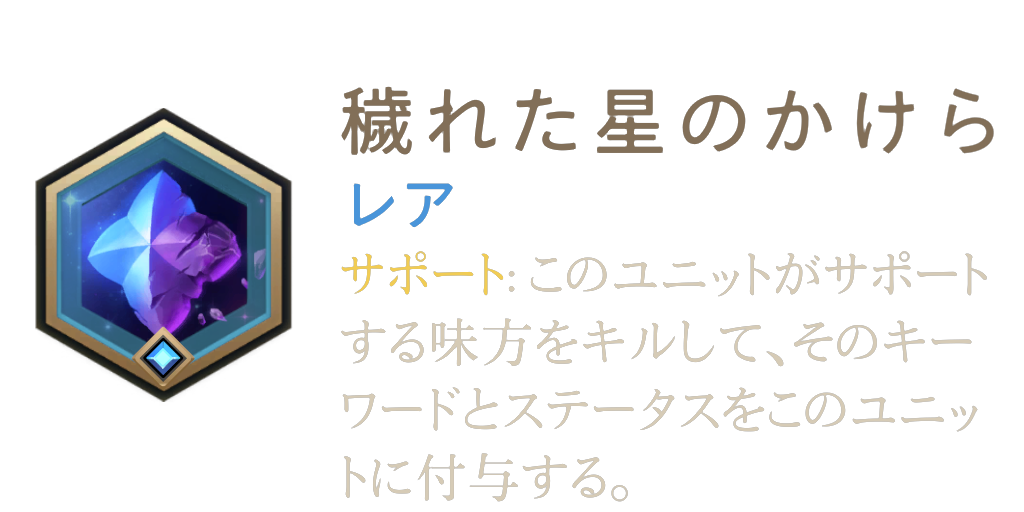 穢れた星のかけら
レア
サポート: このユニットがサポート
する味方をキルして、そのキー
ワードとステータスをこのユニッ
トに付与する。